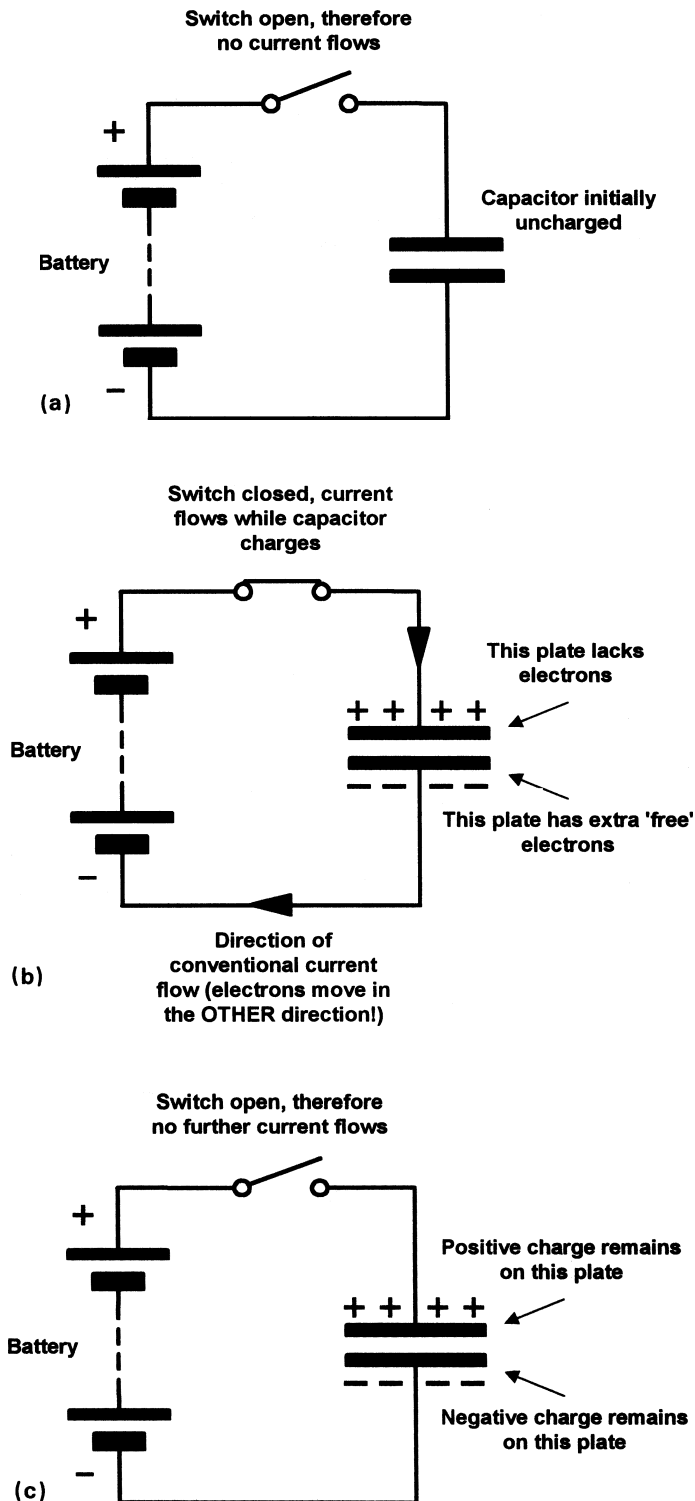 Switch open, therefore
no current flows
+
Capacitor initially
uncharged
Battery
−
(a)
Switch closed, current
flows while capacitor
charges
+
This plate lacks
electrons
+ + + +
Battery
− − − −
This plate has extra 'free'
electrons
−
Direction of
conventional current
flow (electrons move in
the OTHER direction!)
(b)
Switch open, therefore
no further current flows
+
Positive charge remains
on this plate
+ + + +
Battery
− − − −
Negative charge remains
on this plate
−
(c)